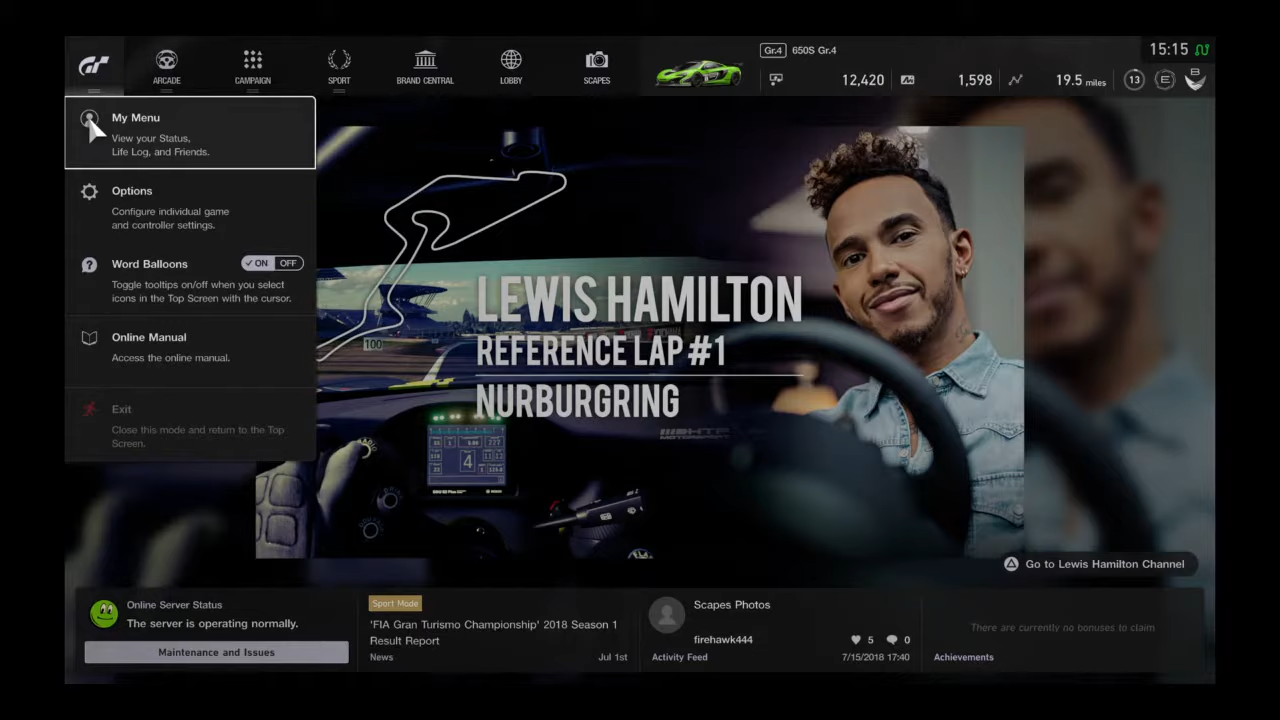 GT
ARCADE
CAMPAIGN
SPORT
BRAND CENTRAL
LOBBY
SCAPES
Gr.4 650S Gr.4
12,420
1,598
19.5 miles
13
E
B
15:15
My Menu
View your Status,
Life Log, and Friends.
Options
Configure individual game
and controller settings.
Word Balloons
ON OFF
Toggle tooltips on/off when you select
icons in the Top Screen with the cursor.
Online Manual
Access the online manual.
Exit
Close this mode and return to the Top
Screen.
100
LEWIS HAMILTON
REFERENCE LAP #1
NURBURGRING
RADIO
4
Go to Lewis Hamilton Channel
Online Server Status
The server is operating normally.
Maintenance and Issues
Sport Mode
'FIA Gran Turismo Championship' 2018 Season 1
Result Report
News
Jul 1st
Scapes Photos
firehawk444
5 0
Activity Feed
7/15/2018 17:40
There are currently no bonuses to claim
Achievements